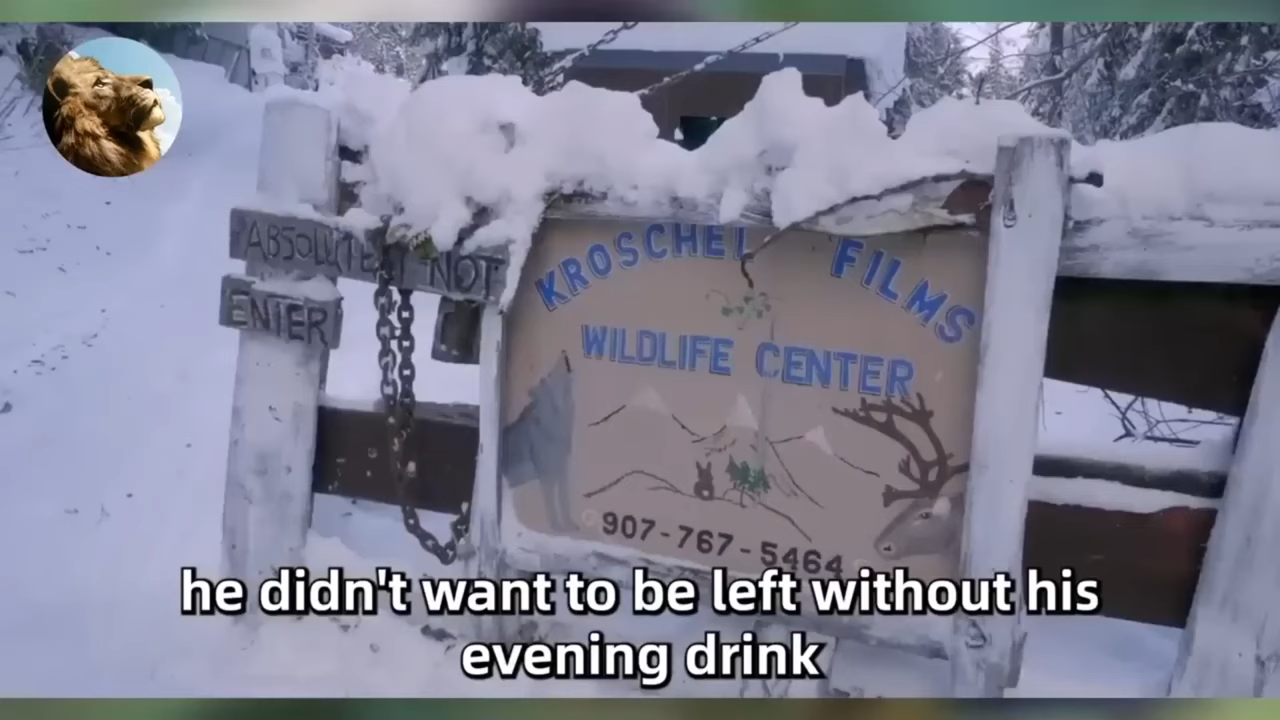 ABSOLUTELY NOT
ENTER
KROSCHEL FILMS
WILDLIFE CENTER
907-767-5464
he didn't want to be left without his
evening drink